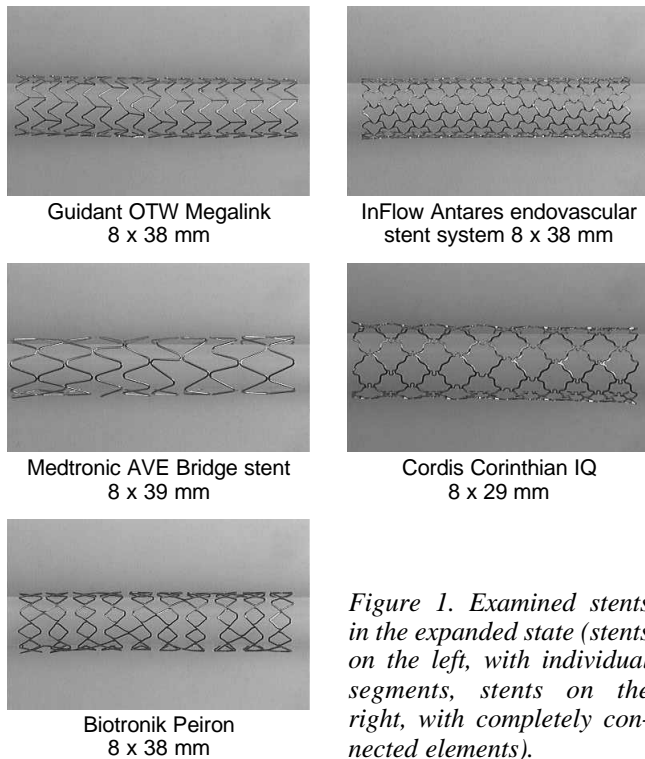 Guidant OTW Megalink
8 x 38 mm
InFlow Antares endovascular
stent system 8 x 38 mm
Medtronic AVE Bridge stent
8 x 39 mm
Cordis Corinthian IQ
8 x 29 mm
Biotronik Peiron
8 x 38 mm
Figure 1. Examined stents
in the expanded state (stents
on the left, with individual
segments, stents on the
right, with completely con-
nected elements).